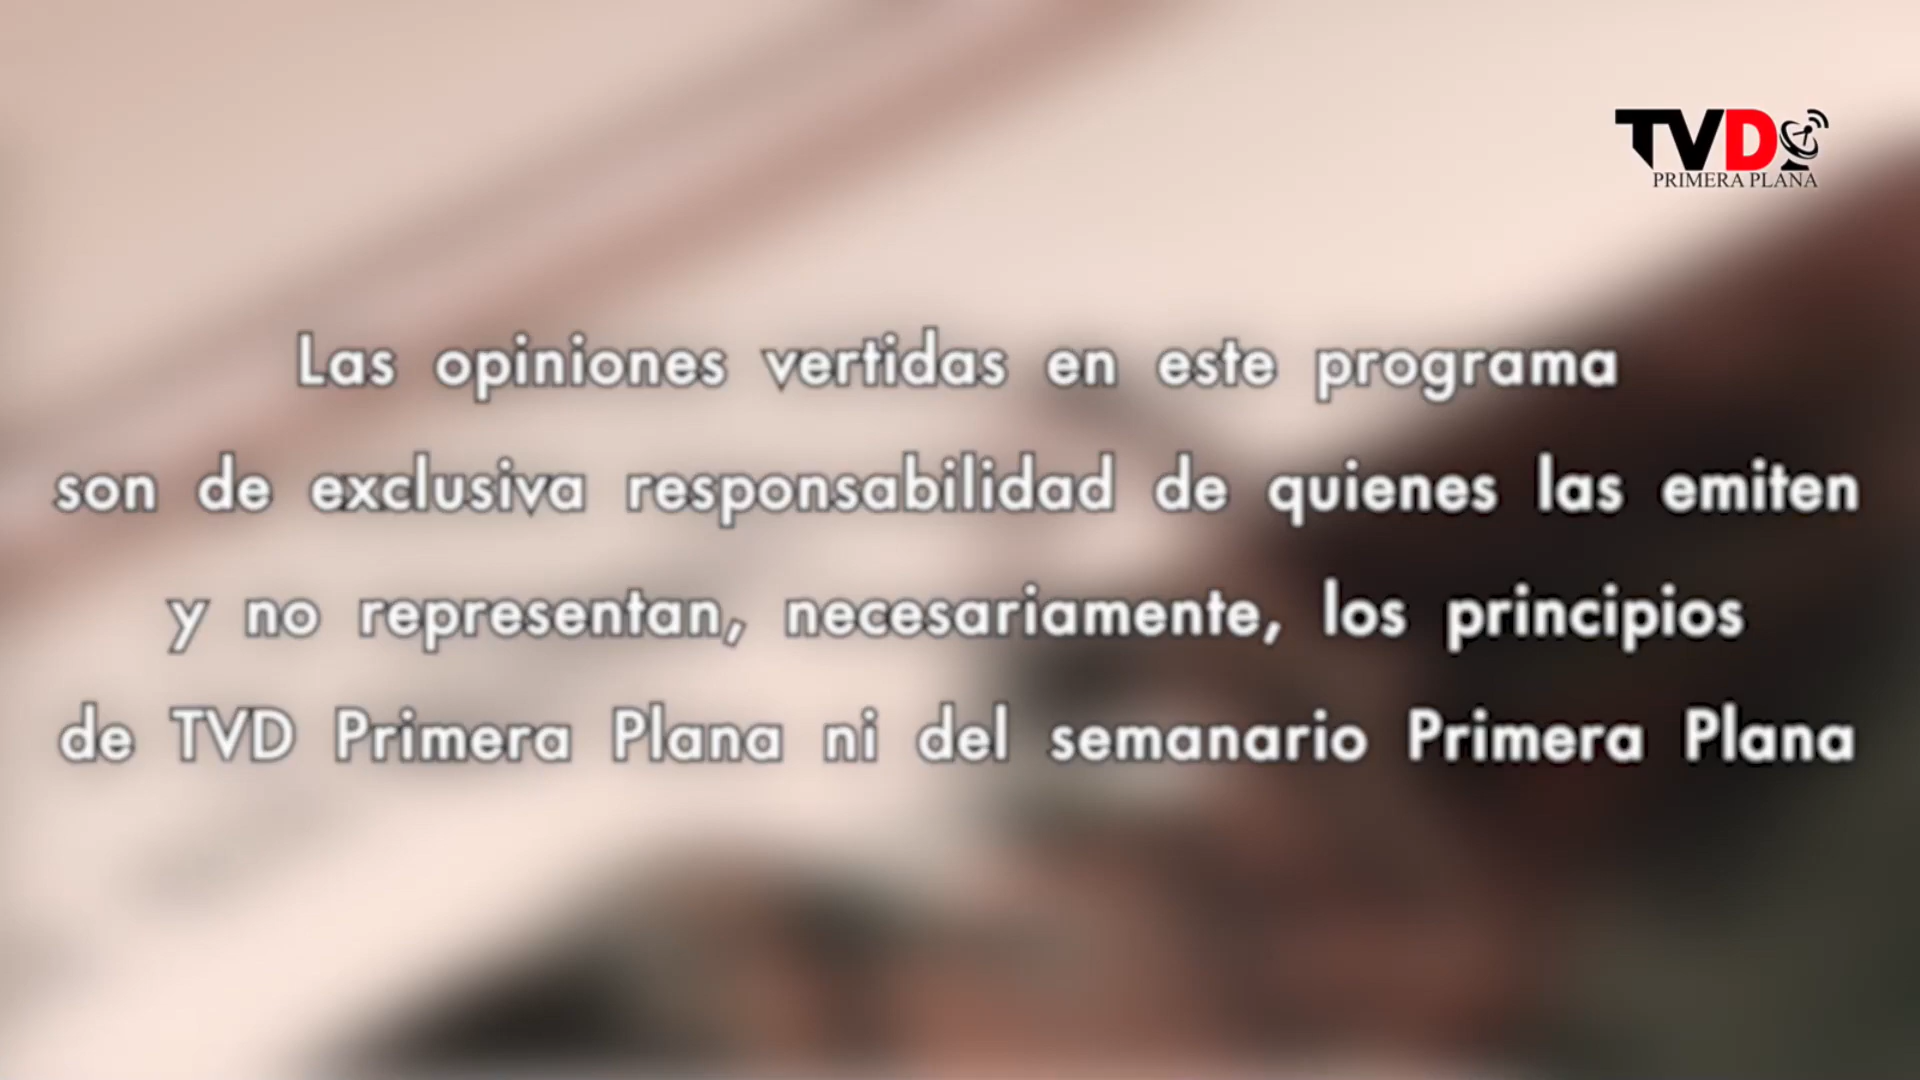 TVD
PRIMERA PLANA
Las opiniones vertidas en este programa
son de exclusiva responsabilidad de quienes las emiten
y no representan, necesariamente, los principios
de TVD Primera Plana ni del semanario Primera Plana